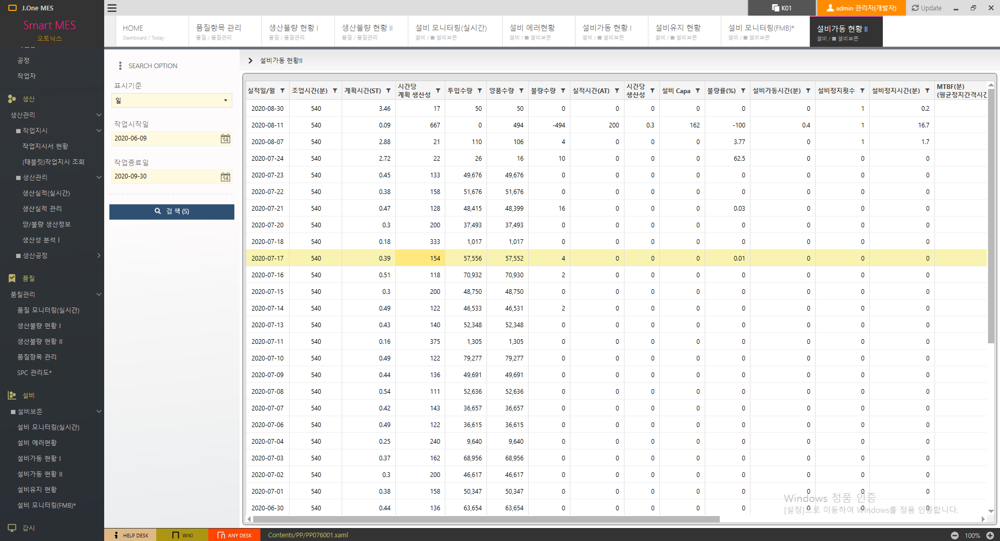 J.One MES
K01
admin 관리자(개발자)
Update
Smart MES
오토닉스
공정
작업자
생산
생산관리
■ 작업지시
작업지시서 현황
(태블릿)작업지시 조회
■ 생산관리
생산실적(실시간)
생산실적 관리
양/불량 생산정보
생산성 분석 I
■ 생산공정
품질
품질관리
품질 모니터링(실시간)
생산불량 현황 I
생산불량 현황 II
품질항목 관리
SPC 관리도*
설비
■ 설비보존
설비 모니터링(실시간)
설비 에러현황
설비가동 현황 I
설비가동 현황 II
설비유지 현황
설비 모니터링(FMB)*
감시
HOME
Dashboard / Today
품질항목 관리
품질 / 품질관리
생산불량 현황 I
품질 / 품질관리
생산불량 현황 II
품질 / 품질관리
설비 모니터링(실시간)
설비 / ■ 설비보존
설비 에러현황
설비 / ■ 설비보존
설비가동 현황 I
설비 / ■ 설비보존
설비유지 현황
설비 / ■ 설비보존
설비 모니터링(FMB)*
설비 / ■ 설비보존
설비가동 현황 II
설비 / ■ 설비보존
SEARCH OPTION
표시기준
일
작업시작일
2020-06-09
14
작업종료일
2020-09-30
14
검 색 (S)
설비가동 현황II
실적일/월 조업시간(분) 계획시간(ST) 시간당 계획 생산성 투입수량 양품수량 불량수량 실적시간(AT) 시간당 생산성 설비 Capa 불량률(%) 설비가동시간(분) 설비정지횟수 설비정지시간(분) MTBF(분) (평균정지간격시간
2020-08-30 540 3.46 17 50 50 0 0 0 0 0 0 1 0.2
2020-08-11 540 0.09 667 0 494 -494 200 0.3 162 -100 0.4 1 16.7
2020-08-07 540 2.88 21 110 106 4 0 0 0 3.77 0 1 1.7
2020-07-24 540 2.72 22 26 16 10 0 0 0 62.5 0 0 0
2020-07-23 540 0.45 133 49,676 49,676 0 0 0 0 0 0 0 0
2020-07-22 540 0.38 158 51,676 51,676 0 0 0 0 0 0 0 0
2020-07-21 540 0.47 128 48,415 48,399 16 0 0 0 0.03 0 0 0
2020-07-20 540 0.3 200 37,493 37,493 0 0 0 0 0 0 0 0
2020-07-18 540 0.18 333 1,017 1,017 0 0 0 0 0 0 0 0
2020-07-17 540 0.39 154 57,556 57,552 4 0 0 0 0.01 0 0 0
2020-07-16 540 0.51 118 70,932 70,930 2 0 0 0 0 0 0 0
2020-07-15 540 0.3 200 48,750 48,750 0 0 0 0 0 0 0 0
2020-07-14 540 0.49 122 46,533 46,531 2 0 0 0 0 0 0 0
2020-07-13 540 0.43 140 52,348 52,348 0 0 0 0 0 0 0 0
2020-07-11 540 0.16 375 1,305 1,305 0 0 0 0 0 0 0 0
2020-07-10 540 0.49 122 79,277 79,277 0 0 0 0 0 0 0 0
2020-07-09 540 0.44 136 49,691 49,691 0 0 0 0 0 0 0 0
2020-07-08 540 0.54 111 52,636 52,636 0 0 0 0 0 0 0 0
2020-07-07 540 0.42 143 36,657 36,657 0 0 0 0 0 0 0 0
2020-07-06 540 0.49 122 36,615 36,615 0 0 0 0 0 0 0 0
2020-07-04 540 0.25 240 9,640 9,640 0 0 0 0 0 0 0 0
2020-07-03 540 0.37 162 68,956 68,956 0 0 0 0 0 0 0 0
2020-07-02 540 0.3 200 46,617 46,617 0 0 0 0 0 0 0 0
2020-07-01 540 0.38 158 50,347 50,347 0 0 0 0 0 0 0 0
2020-06-30 540 0.44 136 63,654 63,654 0 0 0 0 0 0 0 0
Windows 정품 인증
[설정]으로 이동하여 Windows를 정품 인증합니다.
HELP DESK
WIKI
ANY DESK
Contents/PP/PP076001.xaml
100%